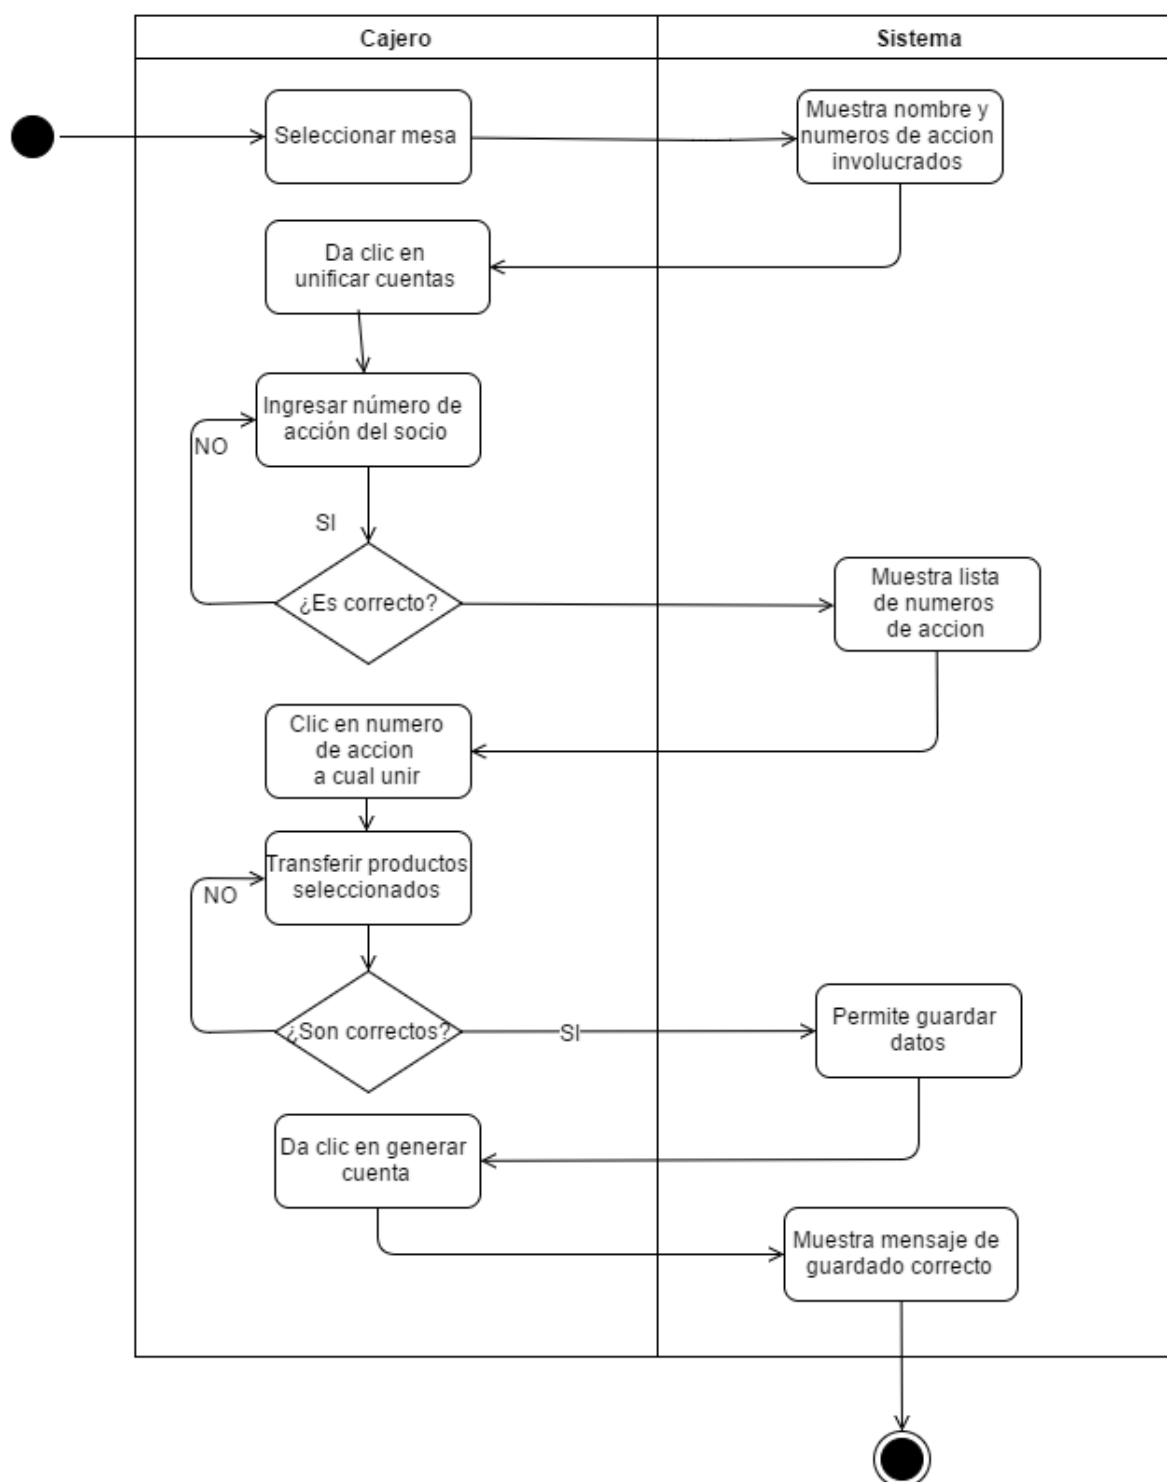 Cajero
Sistema
Seleccionar mesa
Muestra nombre y
numeros de accion
involucrados
Da clic en
unificar cuentas
Ingresar número de
acción del socio
NO
SI
¿Es correcto?
Muestra lista
de numeros
de accion
Clic en numero
de accion
a cual unir
Transferir productos
seleccionados
NO
¿Son correctos?
SI
Permite guardar
datos
Da clic en generar
cuenta
Muestra mensaje de
guardado correcto